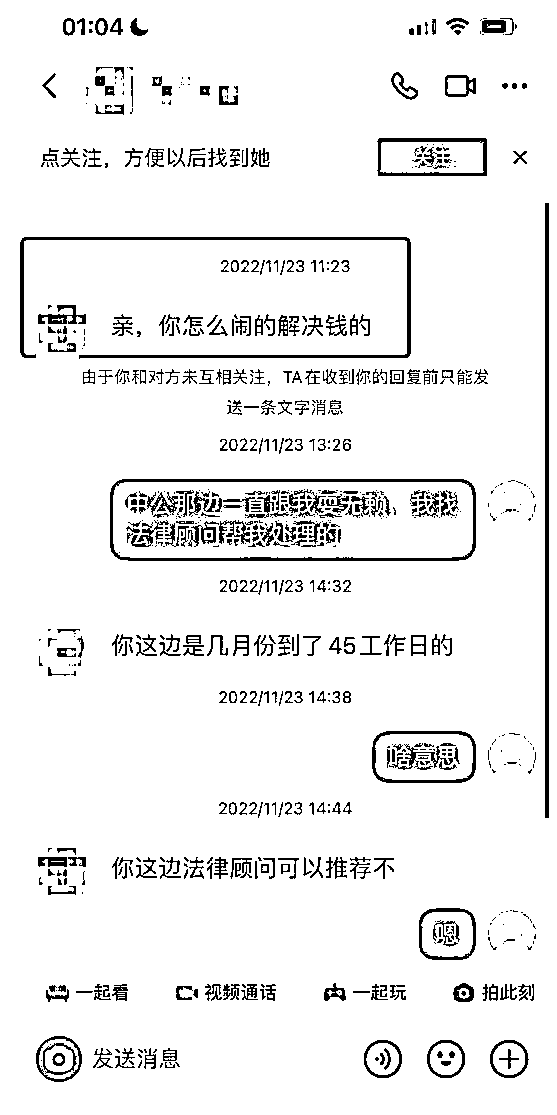 01:04
点关注，方便以后找到她
关注
2022/11/23 11:23
亲，你怎么闹的解决钱的
由于你和对方未互相关注，TA在收到你的回复前只能发
送一条文字消息
2022/11/23 13:26
中公那边一直跟我耍无赖、我找
法律顾问帮我处理的
2022/11/23 14:32
你这边是几月份到了45工作日的
2022/11/23 14:38
啥意思
2022/11/23 14:44
你这边法律顾问可以推荐不
嗯
一起看 视频通话 一起玩 拍此刻
发送消息